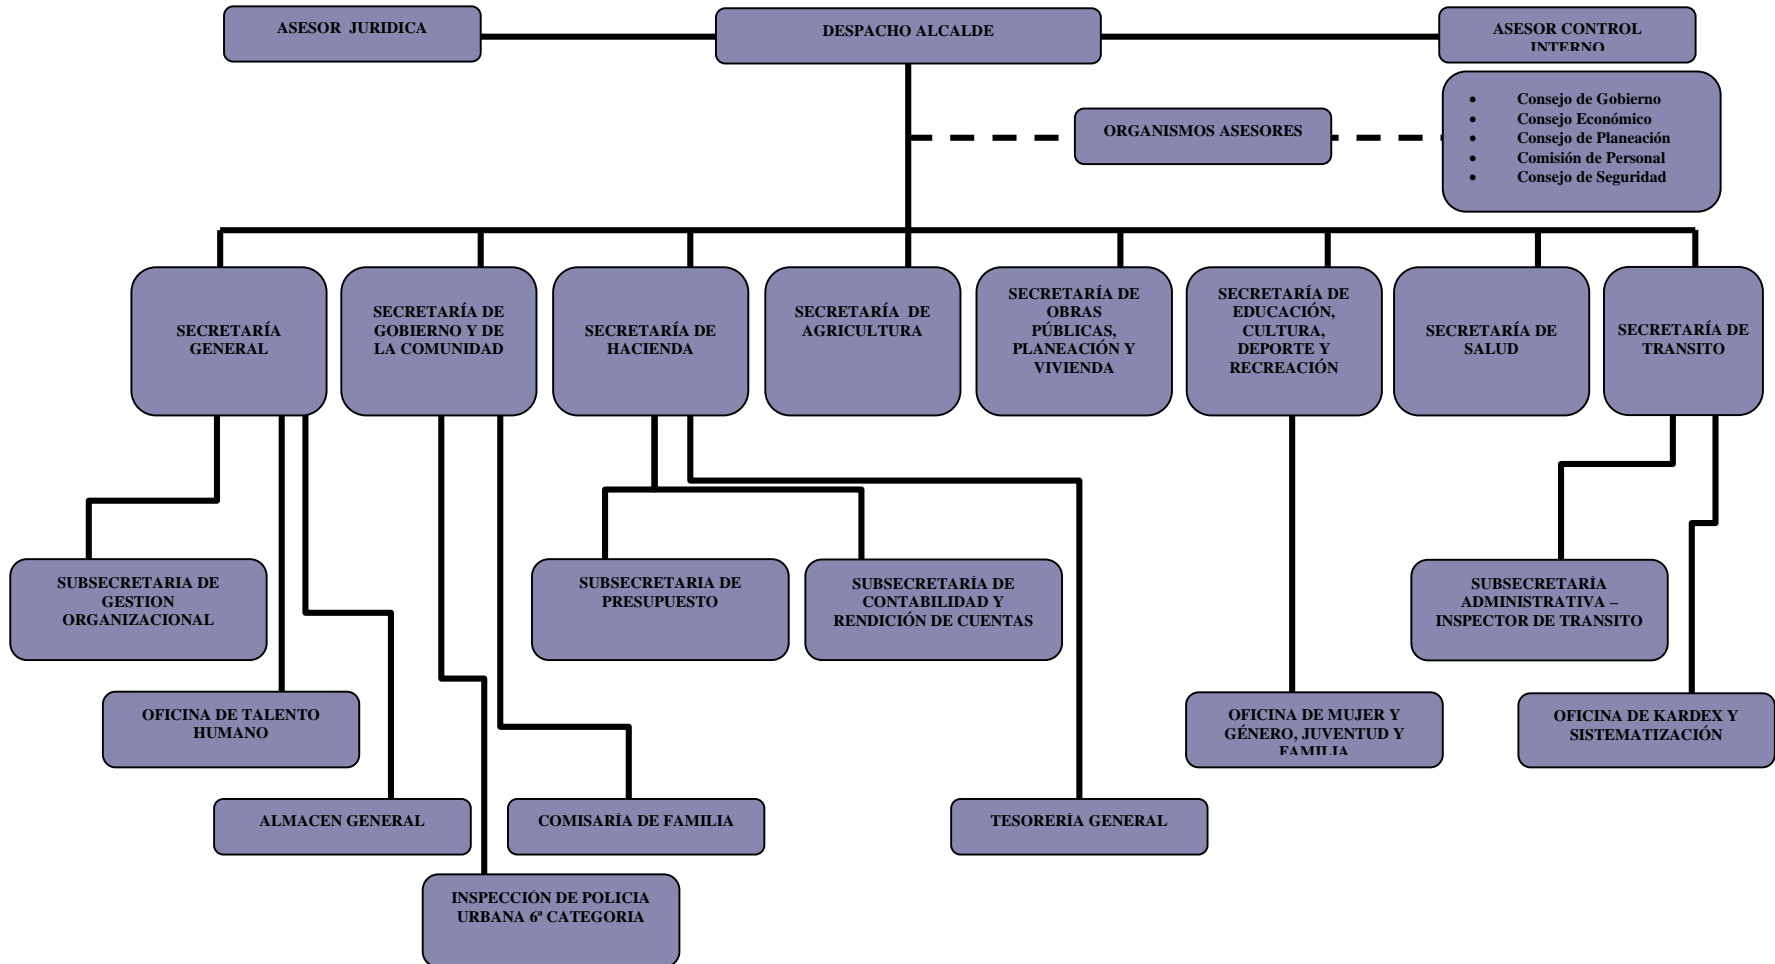 ASESOR JURIDICA
DESPACHO ALCALDE
ASESOR CONTROL
INTERNO
• Consejo de Gobierno
• Consejo Económico
• Consejo de Planeación
• Comisión de Personal
• Consejo de Seguridad
ORGANISMOS ASESORES
SECRETARÍA
GENERAL
SECRETARÍA DE
GOBIERNO Y DE
LA COMUNIDAD
SECRETARÍA DE
HACIENDA
SECRETARÍA DE
AGRICULTURA
SECRETARÍA DE
OBRAS
PÚBLICAS,
PLANEACIÓN Y
VIVIENDA
SECRETARÍA DE
EDUCACIÓN,
CULTURA,
DEPORTE Y
RECREACIÓN
SECRETARÍA DE
SALUD
SECRETARÍA DE
TRANSITO
SUBSECRETARIA DE
GESTION
ORGANIZACIONAL
SUBSECRETARIA DE
PRESUPUESTO
SUBSECRETARÍA DE
CONTABILIDAD Y
RENDICIÓN DE CUENTAS
SUBSECRETARÍA
ADMINISTRATIVA –
INSPECTOR DE TRANSITO
OFICINA DE TALENTO
HUMANO
OFICINA DE MUJER Y
GÉNERO, JUVENTUD Y
FAMILIA
OFICINA DE KARDEX Y
SISTEMATIZACIÓN
ALMACEN GENERAL
COMISARÍA DE FAMILIA
TESORERÍA GENERAL
INSPECCIÓN DE POLICIA
URBANA 6ª CATEGORIA